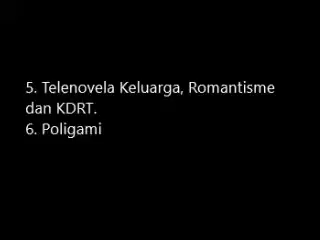 5. Telenovela Keluarga, Romantisme
dan KDRT.
6. Poligami